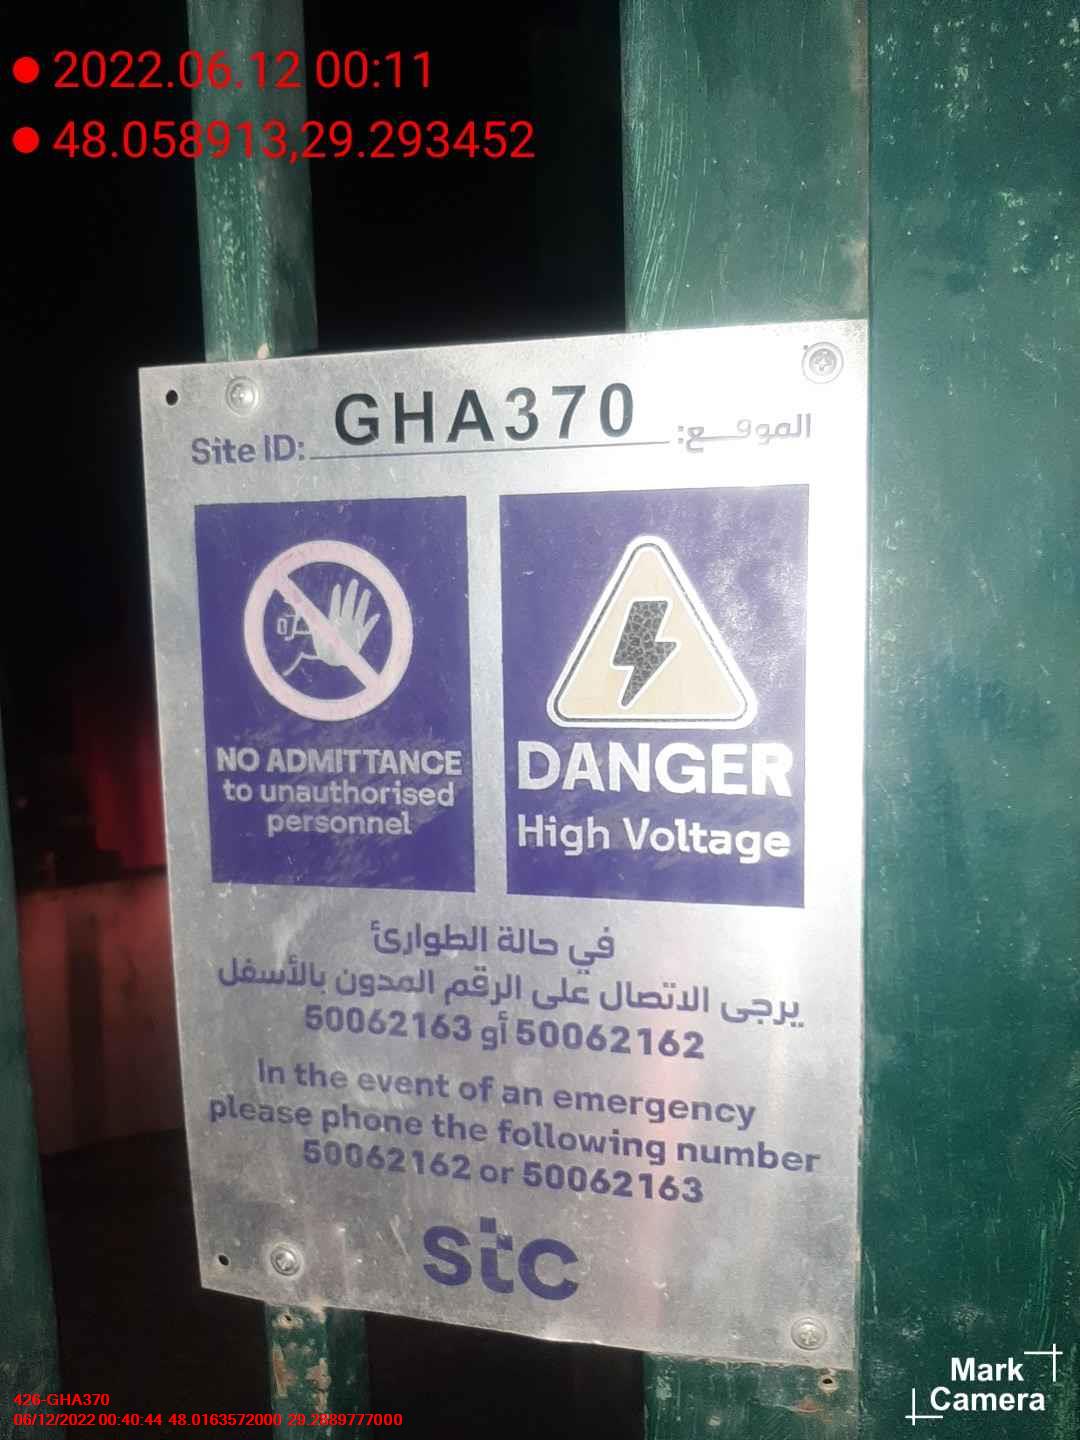 2022.06.12 00:11
48.058913,29.293452
GHA370
Site ID: الموقع:
NO ADMITTANCE
to unauthorised
personnel
DANGER
High Voltage
في حالة الطوارئ
يرجى الاتصال على الرقم المدون بالأسفل
50062162 أو 50062163
In the event of an emergency
please phone the following number
50062162 or 50062163
stc
Mark
Camera
426-GHA370
06/12/2022 00:40:44 48.0163572000 29.2889777000